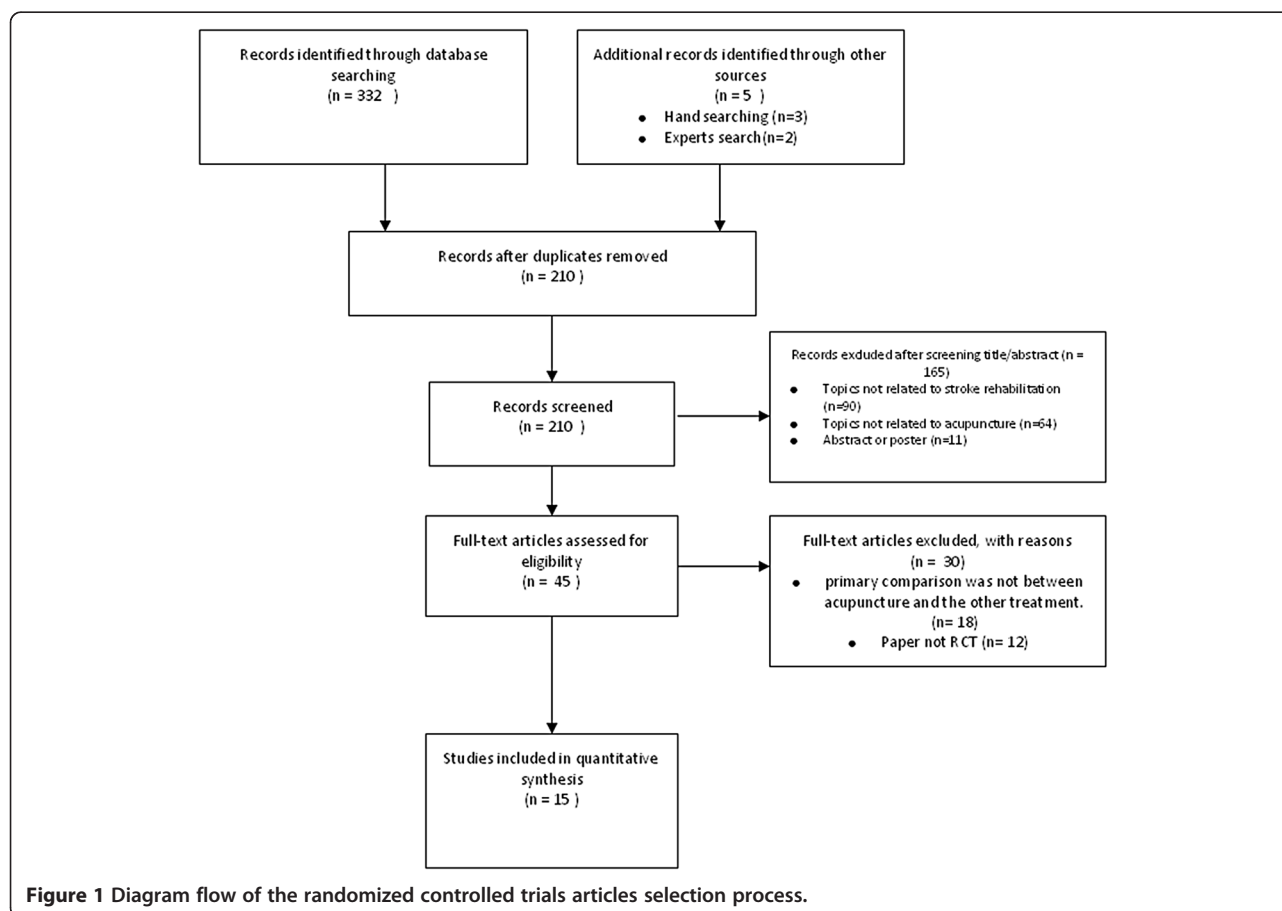 Records identified through database
searching
(n = 332 )
Additional records identified through other
sources
(n = 5 )
● Hand searching (n=3)
● Experts search(n=2)
Records after duplicates removed
(n = 210 )
Records screened
(n = 210 )
Records excluded after screening title/abstract (n =
165)
● Topics not related to stroke rehabilitation
(n=90)
● Topics not related to acupuncture (n=64)
● Abstract or poster (n=11)
Full-text articles assessed for
eligibility
(n = 45 )
Full-text articles excluded, with reasons
(n = 30)
● primary comparison was not between
acupuncture and the other treatment.
(n= 18)
● Paper not RCT (n= 12)
Studies included in quantitative
synthesis
(n = 15 )
Figure 1 Diagram flow of the randomized controlled trials articles selection process.